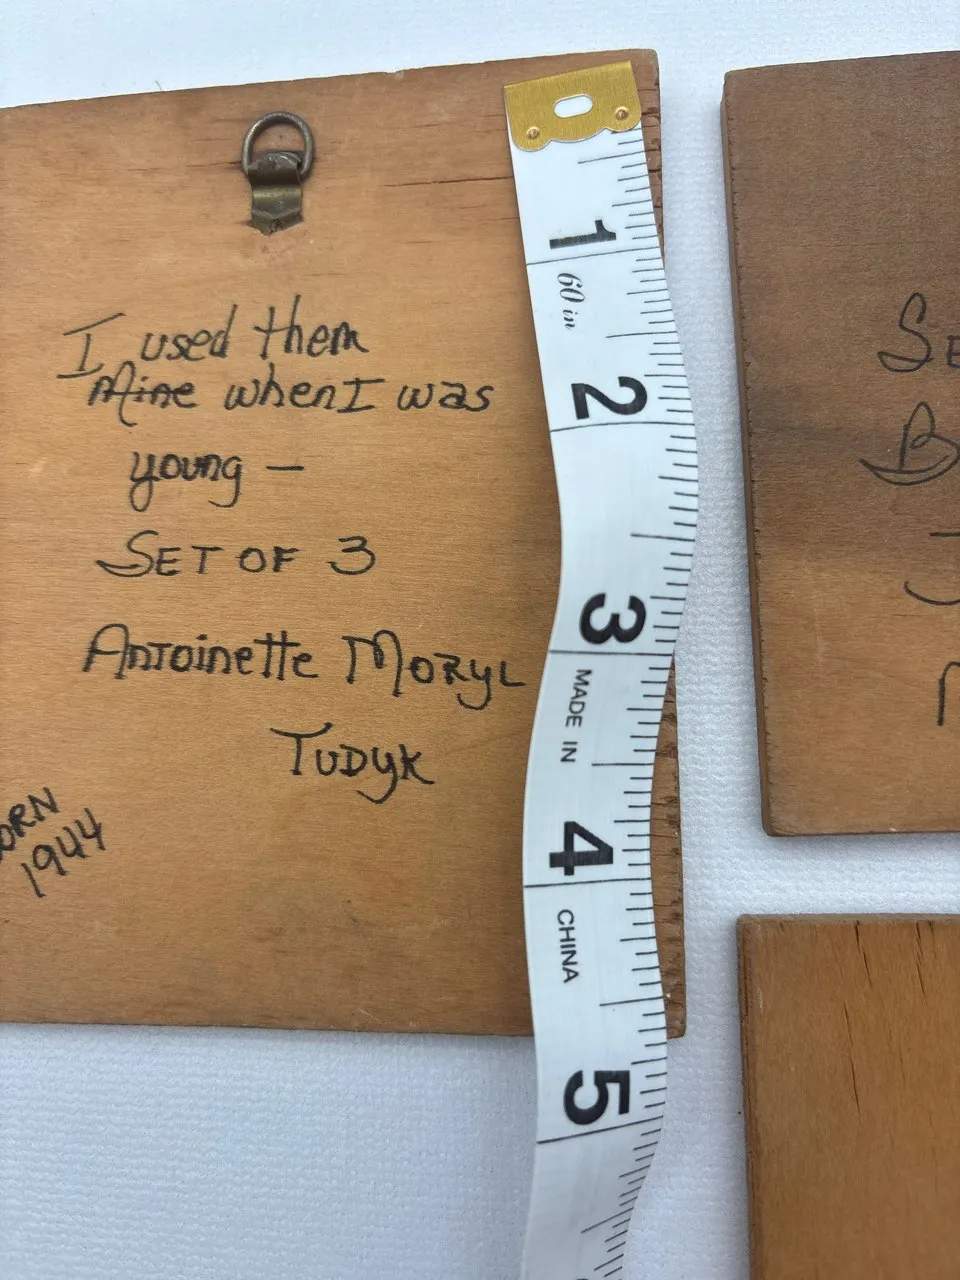 I used them
Mine when I was
young –
SET OF 3
Antoinette Mozyl
Tudyk
1944
1
60 in
2
3
MADE IN
4
CHINA
5